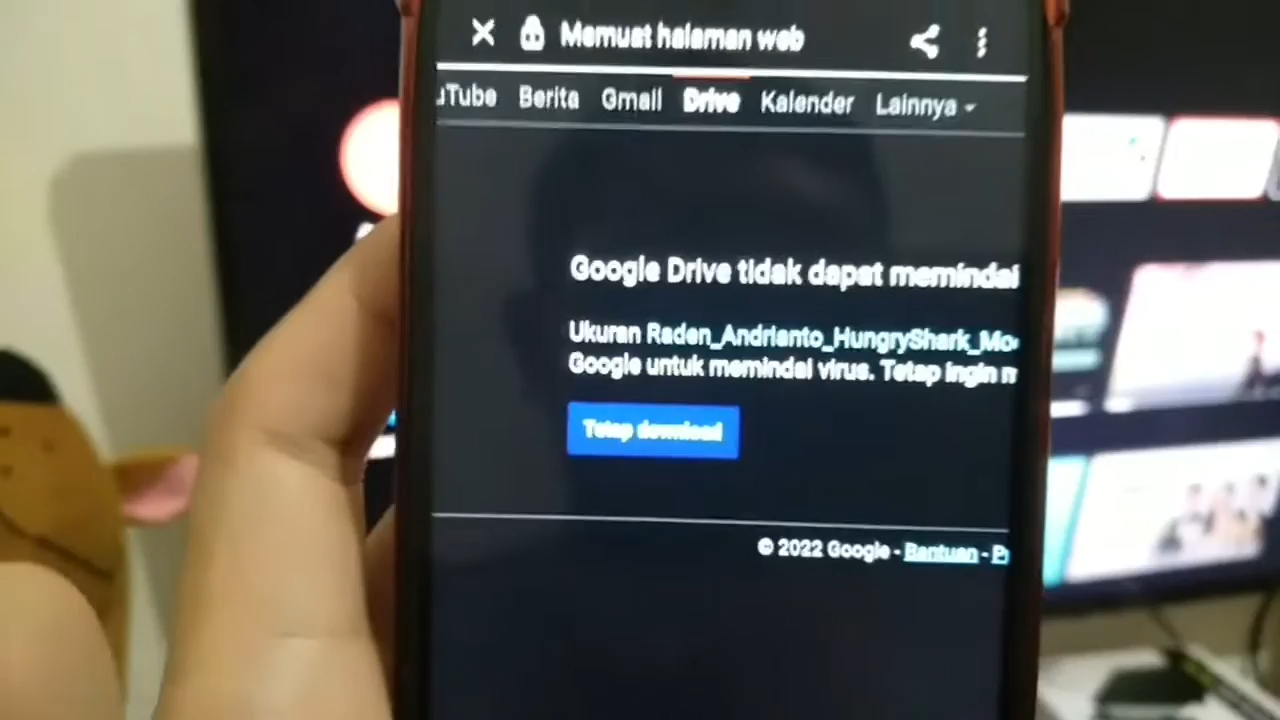 Memuat halaman web
uTube Berita Gmail Drive Kalender Lainnya
Google Drive tidak dapat memindai
Ukuran Raden_Andrianto_HungryShark_Mo
Google untuk memindai virus. Tetap ingin m
Tetap download
© 2022 Google - Bantuan - P